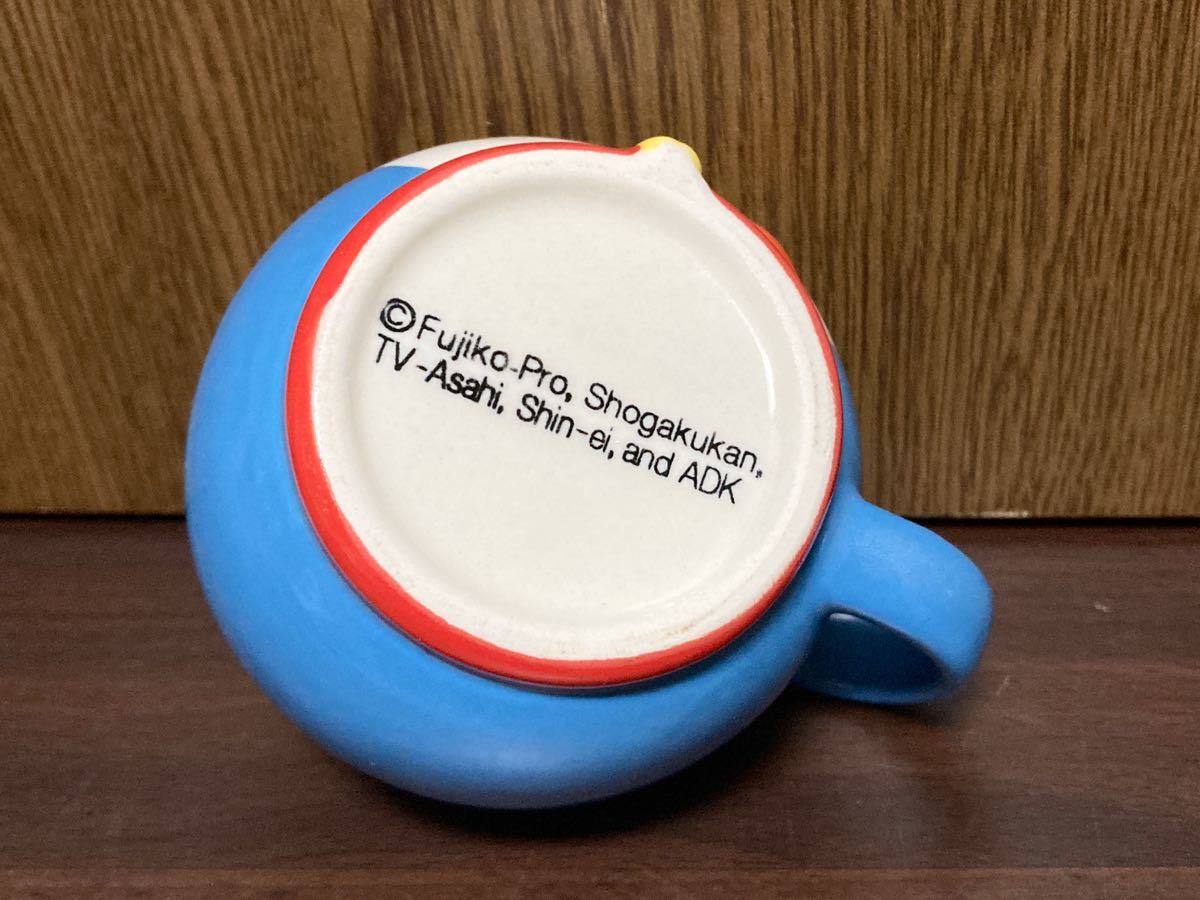 ©Fujiko-Pro, Shogakukan,
TV-Asahi, Shin-ei, and ADK